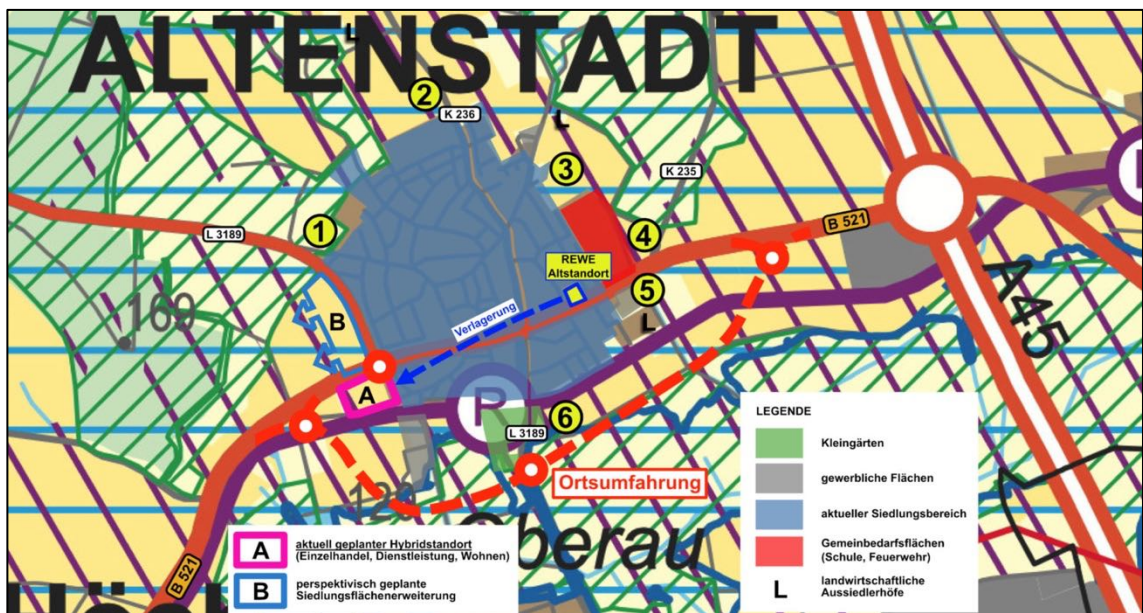 ALTENSTADT
L
2
K 236
L
3
K 235
1
L 3189
4
B 521
REWE
Altstandort
5
L
169
B
Verlagerung
A45
A
P
6
L 3189
Ortsumfahrung
Oberau
B 521
LEGENDE
Kleingärten
gewerbliche Flächen
aktueller Siedlungsbereich
Gemeinbedarfsflächen
(Schule, Feuerwehr)
L landwirtschaftliche
Aussiedlerhöfe
A aktuell geplanter Hybridstandort
(Einzelhandel, Dienstleistung, Wohnen)
B perspektivisch geplante
Siedlungsflächenerweiterung